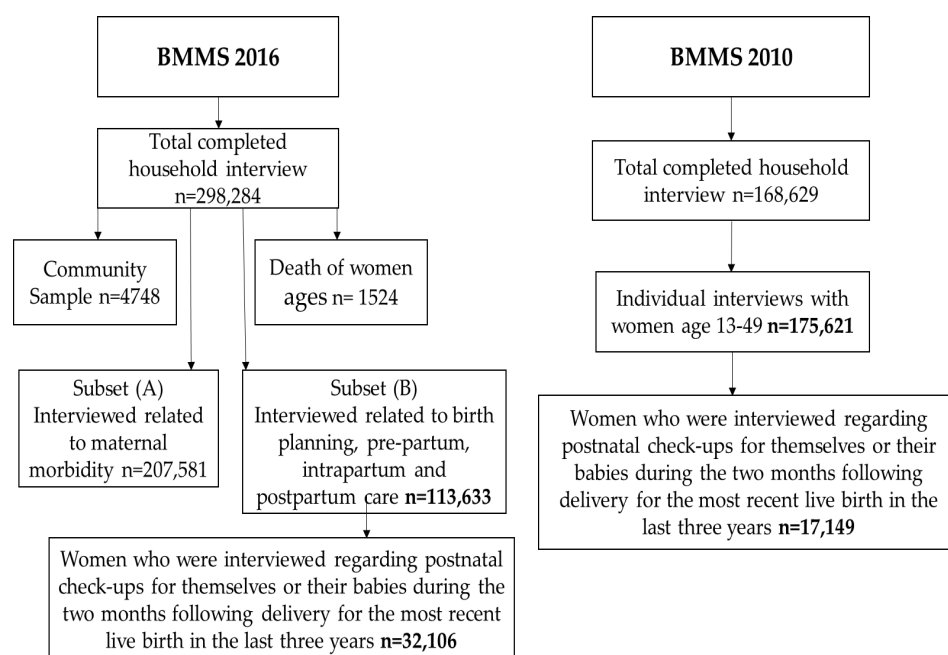 BMMS 2016
Total completed
household interview
n=298,284
Community
Sample n=4748
Death of women
ages n= 1524
Subset (A)
Interviewed related
to maternal
morbidity n=207,581
Subset (B)
Interviewed related to birth
planning, pre-partum,
intrapartum and
postpartum care n=113,633
Women who were interviewed regarding postnatal
check-ups for themselves or their babies during the
two months following delivery for the most recent
live birth in the last three years n=32,106
BMMS 2010
Total completed household
interview n=168,629
Individual interviews with
women age 13-49 n=175,621
Women who were interviewed regarding
postnatal check-ups for themselves or their
babies during the two months following
delivery for the most recent live birth in the
last three years n=17,149